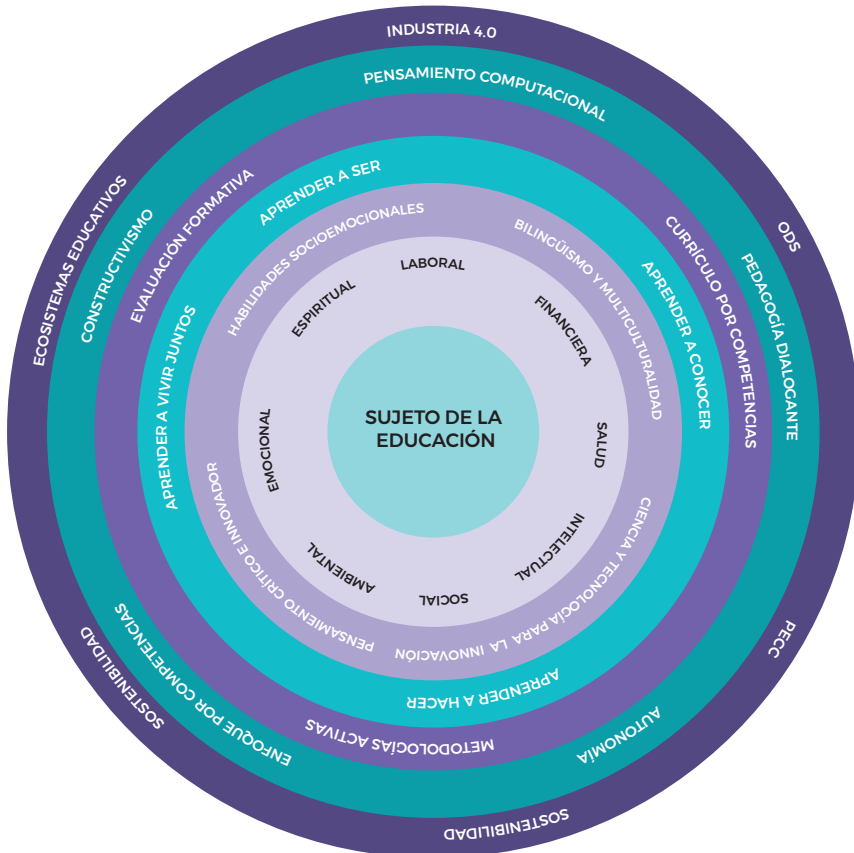 INDUSTRIA 4.0
ODS
PECC
SOSTENIBILIDAD
SOSTENIBILIDAD
ECOSISTEMAS EDUCATIVOS
PENSAMIENTO COMPUTACIONAL
PEDAGOGÍA DIALOGANTE
AUTONOMÍA
ENFOQUE POR COMPETENCIAS
CONSTRUCTIVISMO
CURRÍCULO POR COMPETENCIAS
METODOLOGÍAS ACTIVAS
EVALUACIÓN FORMATIVA
APRENDER A SER
APRENDER A CONOCER
APRENDER A HACER
APRENDER A VIVIR JUNTOS
HABILIDADES SOCIOEMOCIONALES
BILINGÜISMO Y MULTICULTURALIDAD
CIENCIA Y TECNOLOGÍA PARA LA INNOVACIÓN
PENSAMIENTO CRÍTICO E INNOVADOR
LABORAL
FINANCIERA
SALUD
INTELECTUAL
SOCIAL
AMBIENTAL
EMOCIONAL
ESPIRITUAL
SUJETO DE LA
EDUCACIÓN